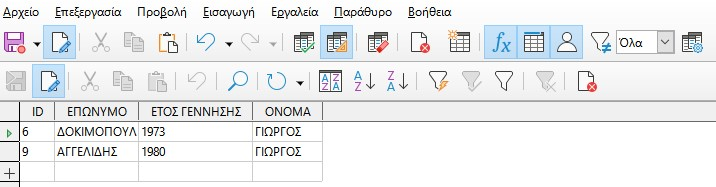 Αρχείο Επεξεργασία Προβολή Εισαγωγή Εργαλεία Παράθυρο Βοήθεια
fx Όλα
A Z Z A A Z Z A
ID ΕΠΩΝΥΜΟ ΕΤΟΣ ΓΕΝΝΗΣΗΣ ΟΝΟΜΑ
6 ΔΟΚΙΜΟΠΟΥΛ 1973 ΓΙΩΡΓΟΣ
9 ΑΓΓΕΛΙΔΗΣ 1980 ΓΙΩΡΓΟΣ